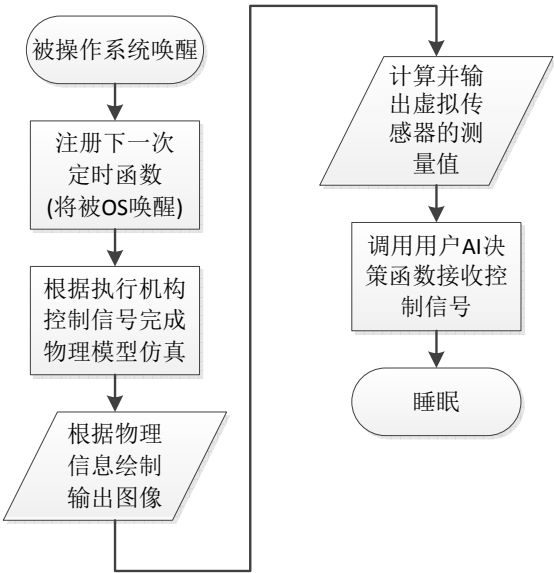 被操作系统唤醒
注册下一次
定时函数
(将被OS唤醒)
根据执行机构
控制信号完成
物理模型仿真
根据物理
信息绘制
输出图像
计算并输
出虚拟传
感器的测
量值
调用用户AI决
策函数接收控
制信号
睡眠